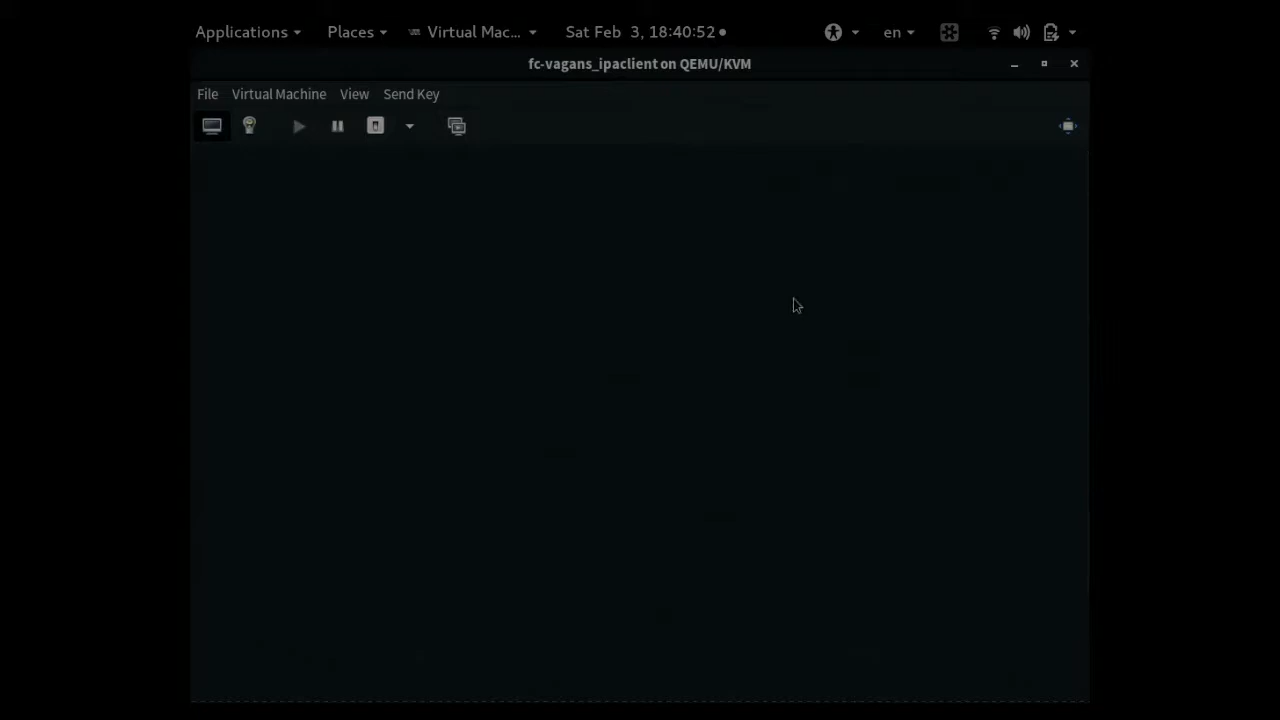 Applications Places Virtual Mac... Sat Feb 3, 18:40:52 en
fc-vagans_ipaclient on QEMU/KVM
File Virtual Machine View Send Key